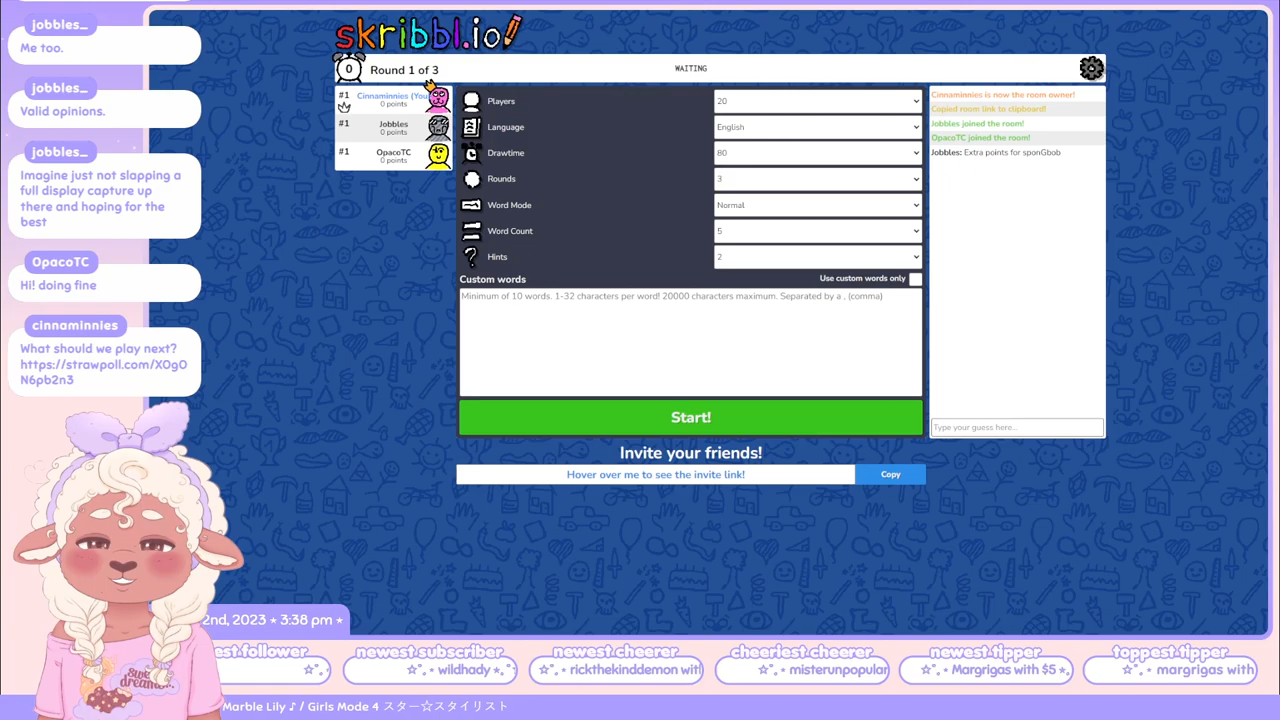 jobbles_
Me too.
jobbles_
Valid opinions.
jobbles_
Imagine just not slapping a
full display capture up
there and hoping for the
best
OpacoTC
Hi! doing fine
cinnaminnies
What should we play next?
https://strawpoll.com/XOgO
N6pb2n3
skribbl.io
0
Round 1 of 3
WAITING
#1
Cinnaminnies (You
0 points
#1
Jobbles
0 points
#1
OpacoTC
0 points
Players
20
Language
English
Drawtime
80
Rounds
3
Word Mode
Normal
Word Count
5
Hints
2
Custom words
Use custom words only
Minimum of 10 words. 1-32 characters per word! 20000 characters maximum. Separated by a , (comma)
Start!
Invite your friends!
Hover over me to see the invite link!
Copy
Cinnaminnies is now the room owner!
Copied room link to clipboard!
Jobbles joined the room!
OpacoTC joined the room!
Jobbles: Extra points for sponGbob
Type your guess here...
2nd, 2023 ⋆ 3:38 pm ⋆
est follower
☆°. ⋆
newest subscriber
☆°. ⋆ wildhady ⋆.°☆
newest cheerer
☆°. ⋆ rickthekinddemon wit
cheeriest cheerer
☆°. ⋆ misterunpopular
newest tipper
☆°. ⋆ Margrigas with $5 ⋆.
toppest tipper
☆°. ⋆ margrigas with
sweet
dreams
Marble Lily ♪ / Girls Mode 4 スター☆スタイリスト